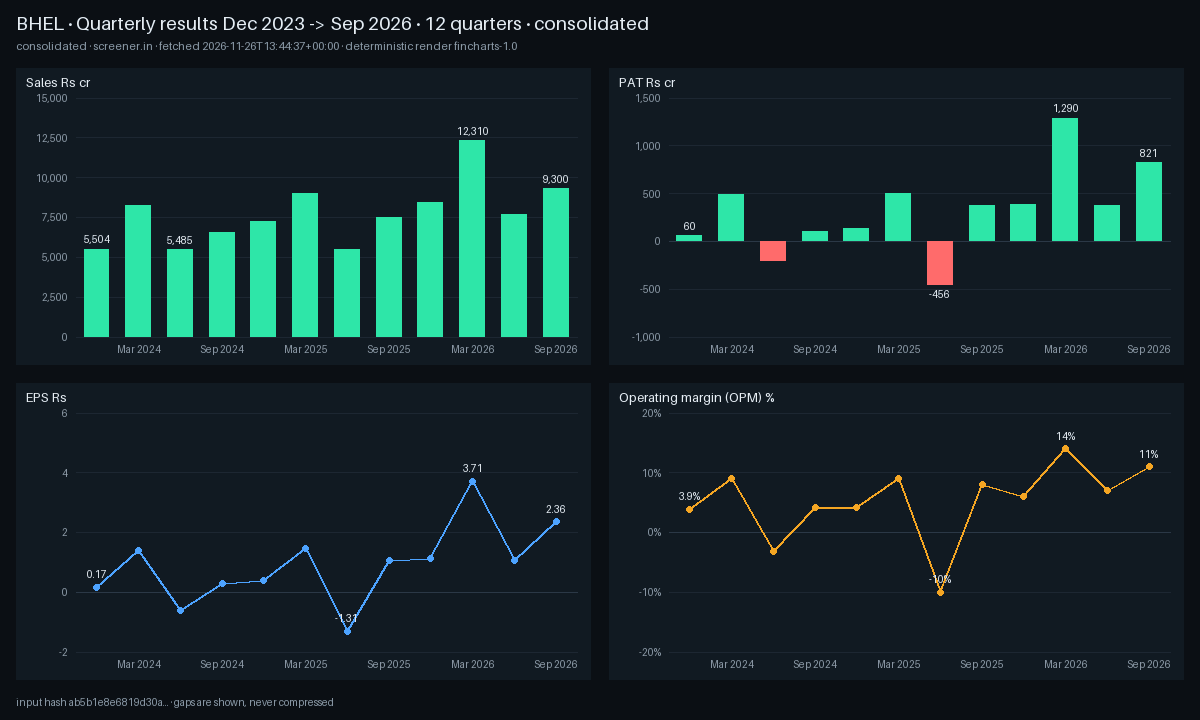 BHEL · Quarterly results Dec 2023 -> Sep 2026 · 12 quarters · consolidated
consolidated · screener.in · fetched 2026-11-26T13:44:37+00:00 · deterministic render fincharts-1.0
Sales Rs cr
15,000
12,500
10,000
7,500
5,000
2,500
0
5,504
5,485
12,310
9,300
Mar 2024
Sep 2024
Mar 2025
Sep 2025
Mar 2026
Sep 2026
PAT Rs cr
1,500
1,000
500
0
-500
-1,000
60
-456
1,290
821
Mar 2024
Sep 2024
Mar 2025
Sep 2025
Mar 2026
Sep 2026
EPS Rs
6
4
2
0
-2
0.17
-1.31
3.71
2.36
Mar 2024
Sep 2024
Mar 2025
Sep 2025
Mar 2026
Sep 2026
Operating margin (OPM) %
20%
10%
0%
-10%
-20%
3.9%
-10%
14%
11%
Mar 2024
Sep 2024
Mar 2025
Sep 2025
Mar 2026
Sep 2026
input hash ab5b1e8e6819d30a… · gaps are shown, never compressed